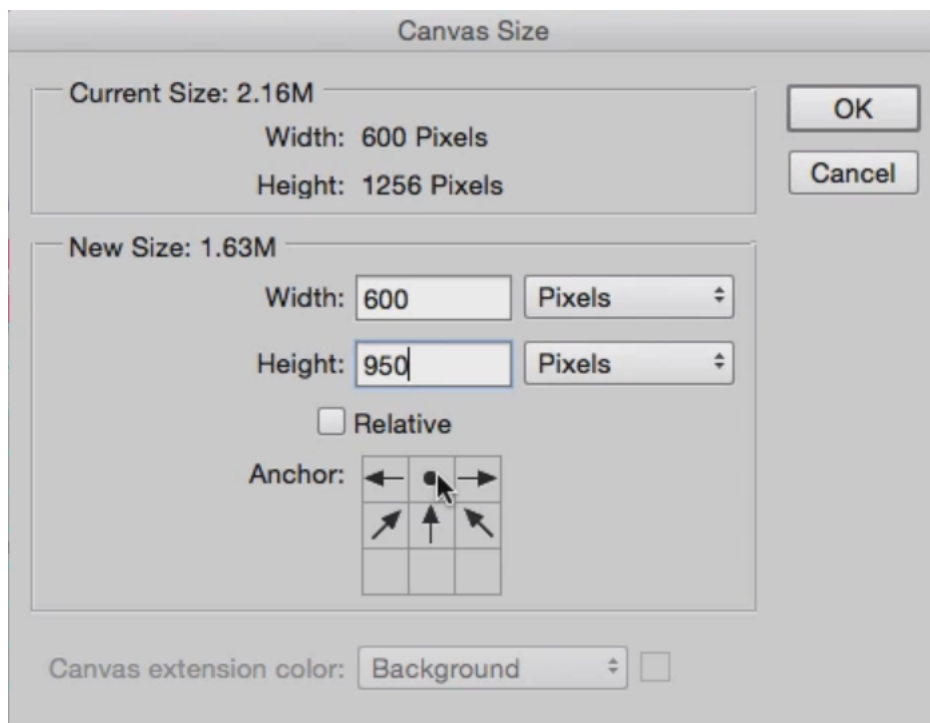 Canvas Size
Current Size: 2.16M
Width: 600 Pixels
Height: 1256 Pixels
OK
Cancel
New Size: 1.63M
Width: 600 Pixels
Height: 950 Pixels
Relative
Anchor:
Canvas extension color: Background